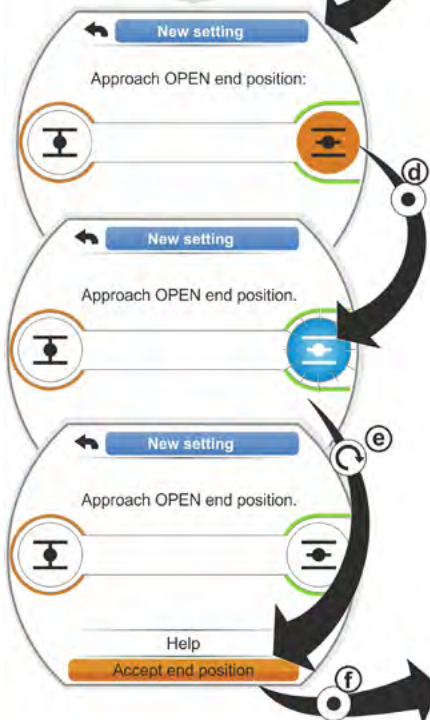 New setting
Approach OPEN end position:
d
New setting
Approach OPEN end position.
e
New setting
Approach OPEN end position.
Help
Accept end position
f